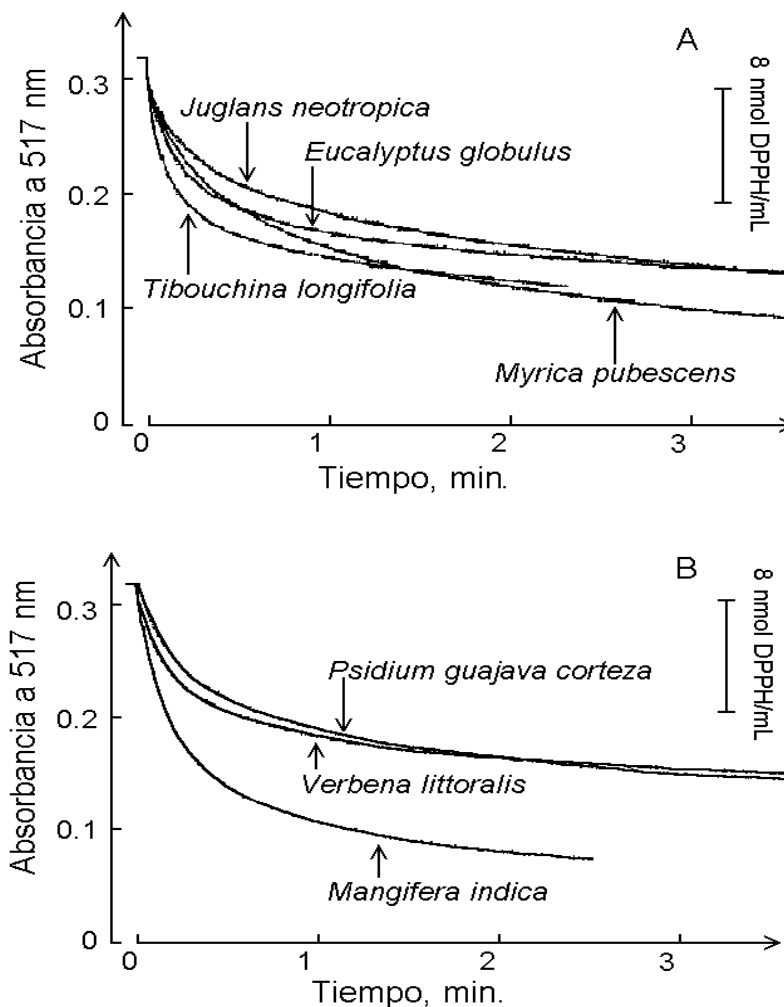 A
8 nmol DPPH/mL
Absorbancia a 517 nm
0.3
0.2
0.1
0
Juglans neotropica
Eucalyptus globulus
Tibouchina longifolia
Myrica pubescens
0 1 2 3
Tiempo, min.
B
8 nmol DPPH/mL
Absorbancia a 517 nm
0.3
0.2
0.1
0
Psidium guajava corteza
Verbena littoralis
Mangifera indica
0 1 2 3
Tiempo, min.